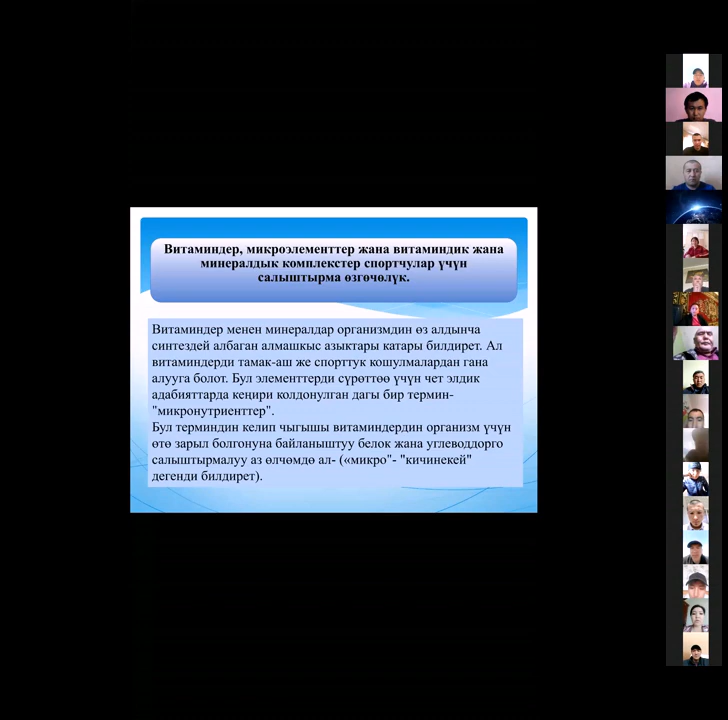 Витаминдер, микроэлементтер жана витаминдик жана
минералдык комплекстер спортчулар үчүн
салыштырма өзгөчөлүк.
Витаминдер менен минералдар организмдин өз алдынча
синтездей албаган алмашкыс азыктары катары билдирет. Ал
витаминдерди тамак-аш же спорттук кошулмалардан гана
алууга болот. Бул элементтерди сүрөттөө үчүн чет элдик
адабияттарда кеңири колдонулган дагы бир термин-
"микронутриенттер".
Бул терминдин келип чыгышы витаминдердин организм үчүн
өтө зарыл болгонуна байланыштуу белок жана углеводдорго
салыштырмалуу аз өлчөмдө ал- («микро"- "кичинекей"
дегенди билдирет).